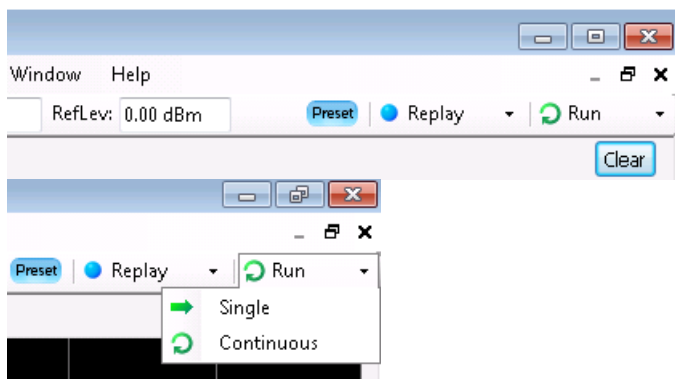 Window Help
RefLev: 0.00 dBm Preset Replay Run
Clear
Preset Replay Run
Single
Continuous